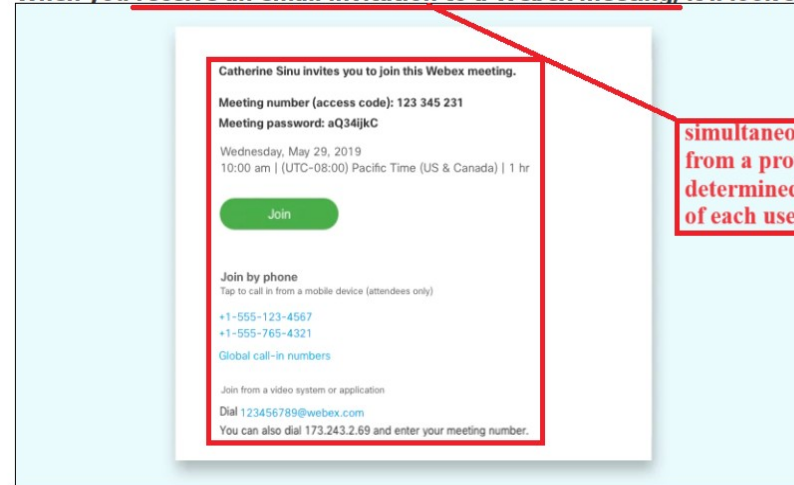 Catherine Sinu invites you to join this Webex meeting.
Meeting number (access code): 123 345 231
Meeting password: aQ34ijkC
Wednesday, May 29, 2019
10:00 am | (UTC-08:00) Pacific Time (US & Canada) | 1 hr
Join
Join by phone
Tap to call in from a mobile device (attendees only)
+1-555-123-4567
+1-555-765-4321
Global call-in numbers
Join from a video system or application
Dial 123456789@webex.com
You can also dial 173.243.2.69 and enter your meeting number.
simultaneo
from a pro
determined
of each use